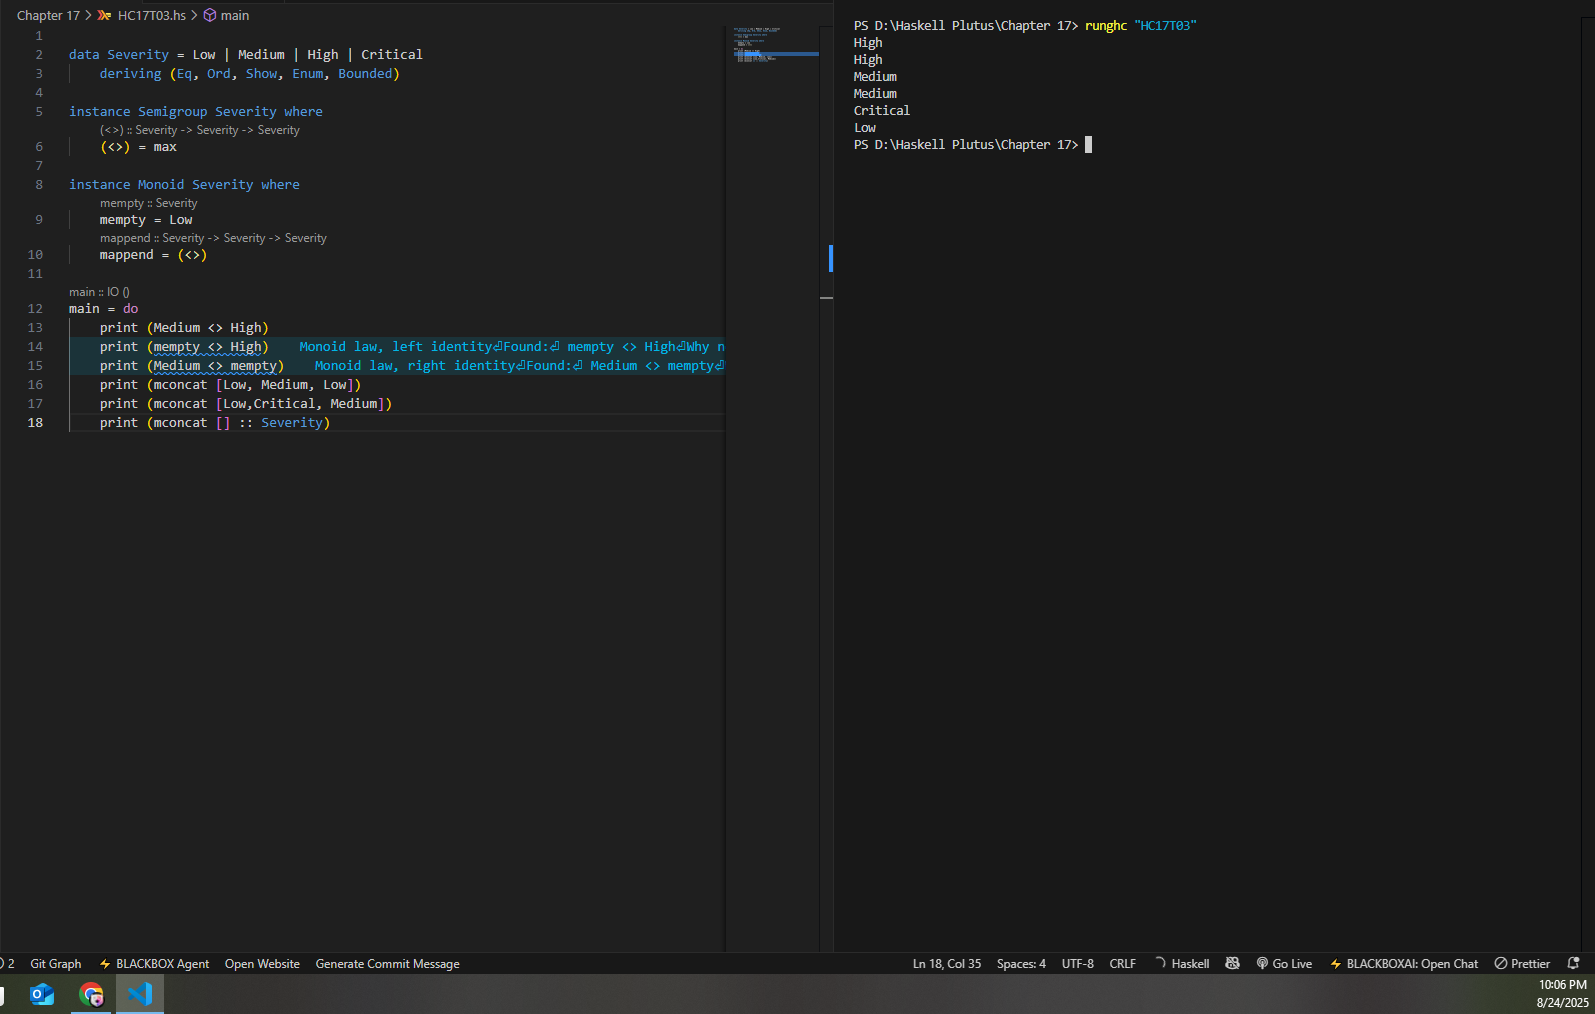 Chapter 17 > HC17T03.hs > main
1
2 data Severity = Low | Medium | High | Critical
3 deriving (Eq, Ord, Show, Enum, Bounded)
4
5 instance Semigroup Severity where
(<>) :: Severity -> Severity -> Severity
6 (<>) = max
7
8 instance Monoid Severity where
mempty :: Severity
9 mempty = Low
mappend :: Severity -> Severity -> Severity
10 mappend = (<>)
11
main :: IO ()
12 main = do
13 print (Medium <> High)
14 print (mempty <> High) Monoid law, left identity⏎Found:⏎ mempty <> High⏎Why n
15 print (Medium <> mempty) Monoid law, right identity⏎Found:⏎ Medium <> mempty⏎
16 print (mconcat [Low, Medium, Low])
17 print (mconcat [Low,Critical, Medium])
18 print (mconcat [] :: Severity)
PS D:\Haskell Plutus\Chapter 17> runghc "HC17T03"
High
High
Medium
Medium
Critical
Low
PS D:\Haskell Plutus\Chapter 17>
2 Git Graph BLACKBOX Agent Open Website Generate Commit Message Ln 18, Col 35 Spaces: 4 UTF-8 CRLF Haskell Go Live BLACKBOXAI: Open Chat Prettier
10:06 PM
8/24/2025